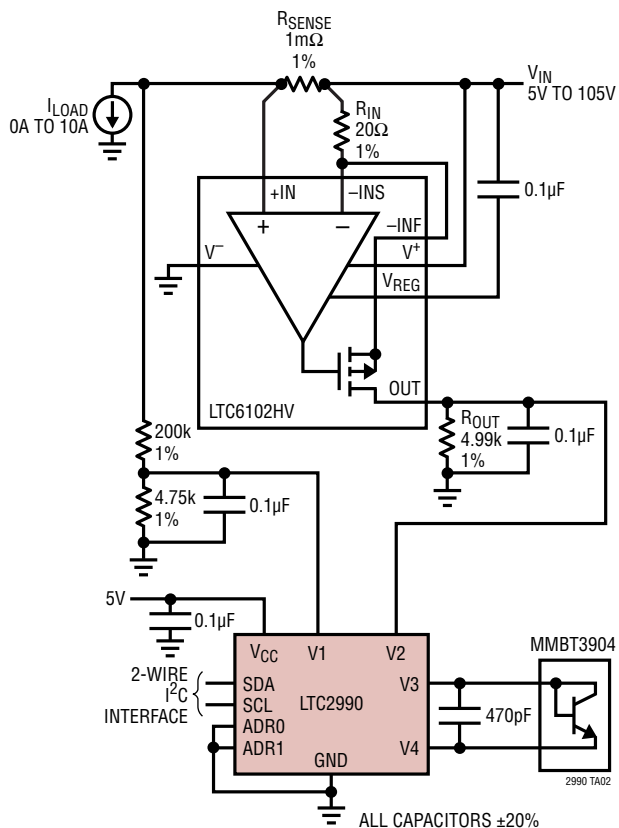 RSENSE
1mΩ
1%
VIN
5V TO 105V
ILOAD
0A TO 10A
RIN
20Ω
1%
0.1µF
+IN
–INS
+
–
–INF
V–
V+
VREG
OUT
LTC6102HV
ROUT
4.99k
1%
0.1µF
200k
1%
4.75k
1%
0.1µF
5V
0.1µF
VCC
V1
V2
MMBT3904
2-WIRE
I2C
INTERFACE
SDA
SCL
ADR0
ADR1
LTC2990
V3
V4
GND
470pF
2990 TA02
ALL CAPACITORS ±20%